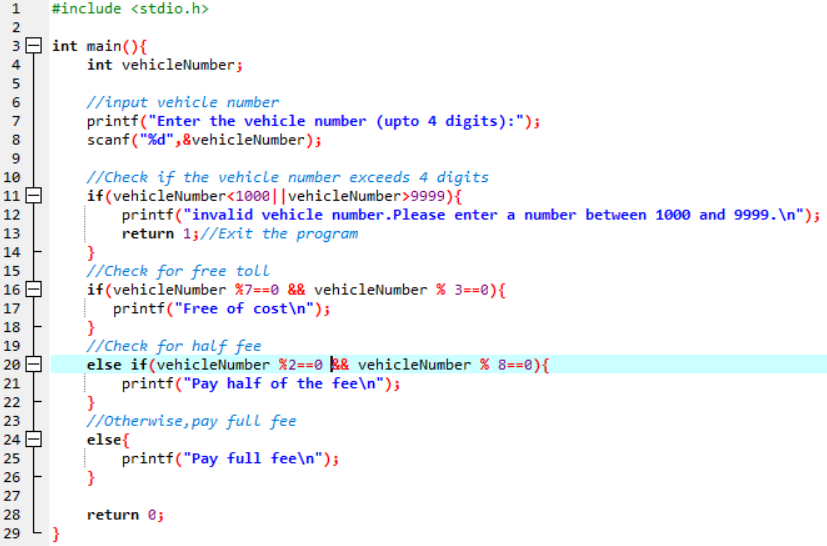 1 #include <stdio.h>
2
3 int main(){
4     int vehicleNumber;
5
6     //input vehicle number
7     printf("Enter the vehicle number (upto 4 digits):");
8     scanf("%d",&vehicleNumber);
9
10     //Check if the vehicle number exceeds 4 digits
11     if(vehicleNumber<1000||vehicleNumber>9999){
12         printf("invalid vehicle number.Please enter a number between 1000 and 9999.\n");
13         return 1;//Exit the program
14     }
15     //Check for free toll
16     if(vehicleNumber %7==0 && vehicleNumber % 3==0){
17        printf("Free of cost\n");
18     }
19     //Check for half fee
20     else if(vehicleNumber %2==0 && vehicleNumber % 8==0){
21         printf("Pay half of the fee\n");
22     }
23     //Otherwise,pay full fee
24     else{
25         printf("Pay full fee\n");
26     }
27
28     return 0;
29 }